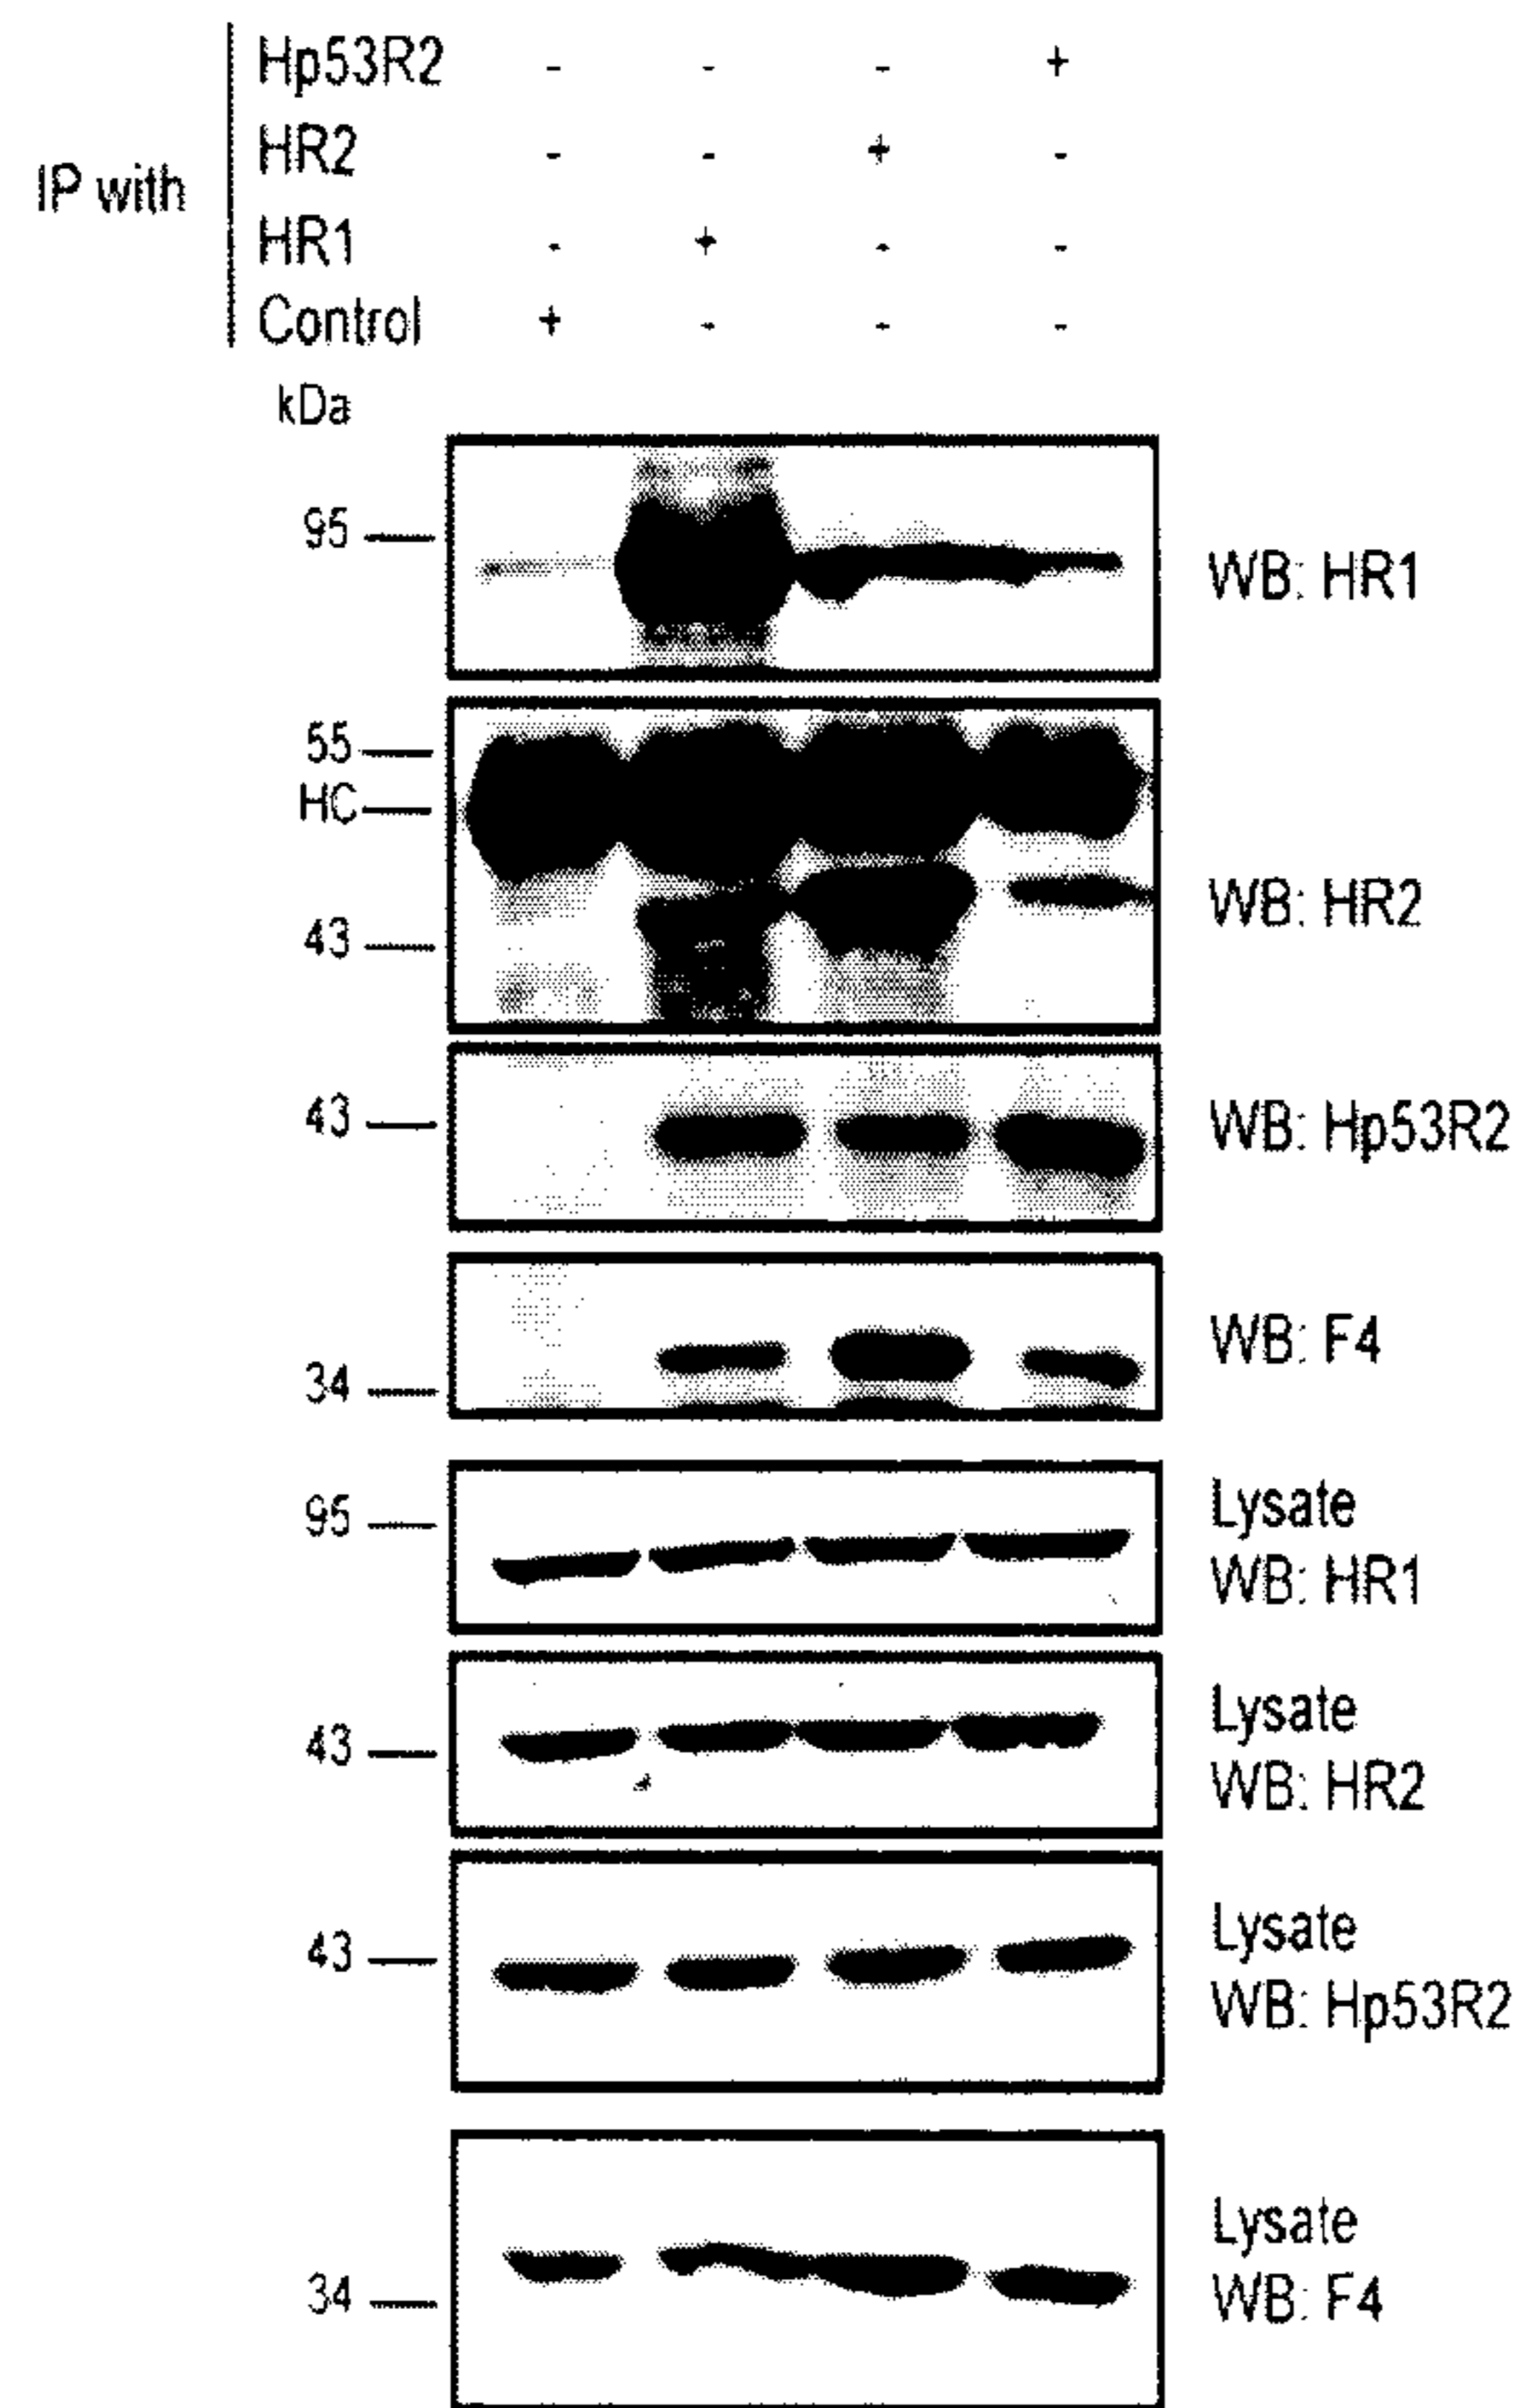 Hp53R2 - - - +
IP with HR2 - - + -
HR1 - + - -
Control + - - -
kDa
95
WB: HR1
55
HC
WB: HR2
43
43
WB: Hp53R2
WB: F4
34
95
Lysate
WB: HR1
Lysate
43
WB: HR2
Lysate
43
WB: Hp53R2
Lysate
34
WB: F4